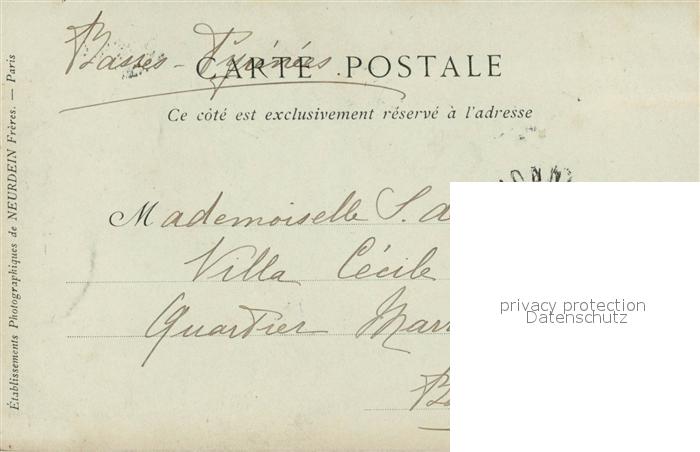 Basses-Pyrénées
CARTE POSTALE
Ce côté est exclusivement réservé à l'adresse
Mademoiselle S. d
Villa Cécile
Quartier Marr
B
Établissements Photographiques de NEURDEIN Frères. — Paris
privacy protection
Datenschutz